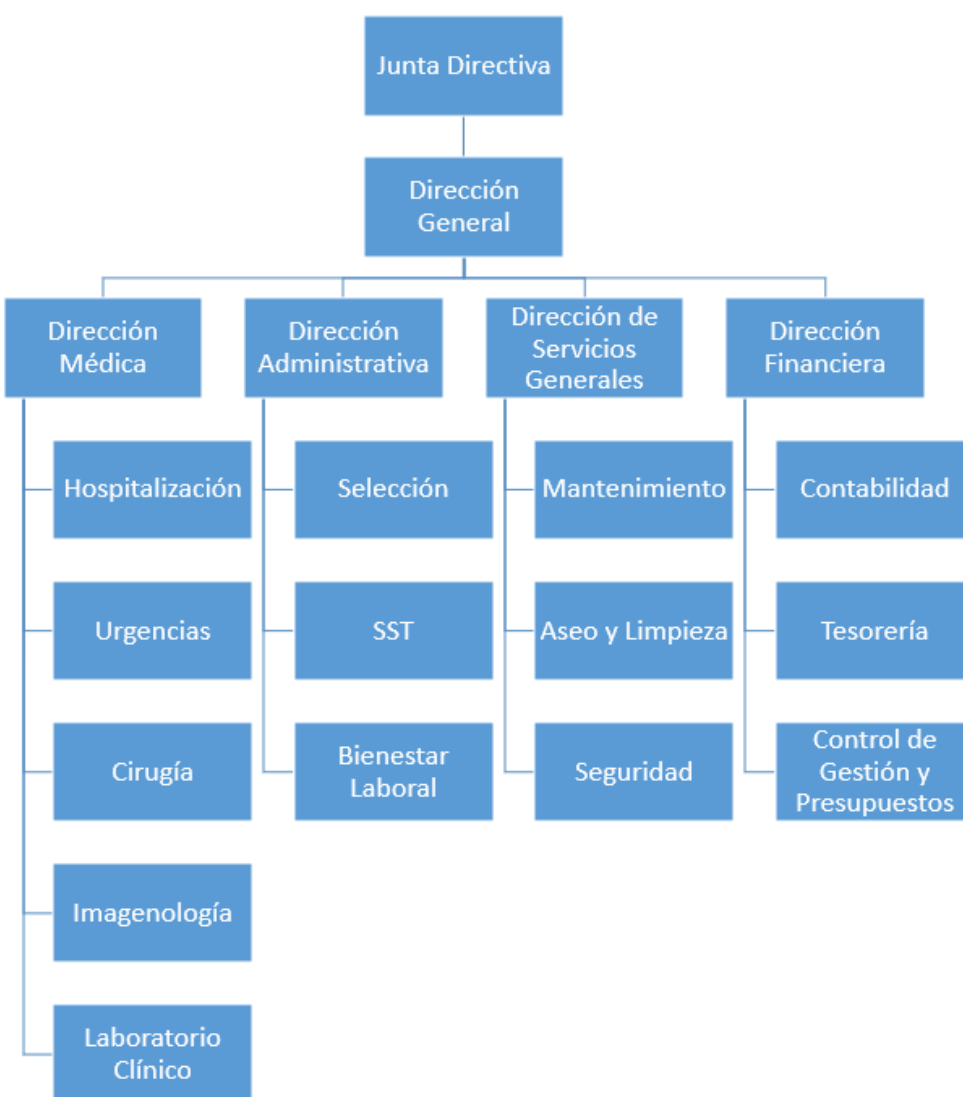 Junta Directiva
Dirección
General
Dirección
Médica
Dirección
Administrativa
Dirección de
Servicios
Generales
Dirección
Financiera
Hospitalización
Selección
Mantenimiento
Contabilidad
Urgencias
SST
Aseo y Limpieza
Tesorería
Cirugía
Bienestar
Laboral
Seguridad
Control de
Gestión y
Presupuestos
Imagenología
Laboratorio
Clínico